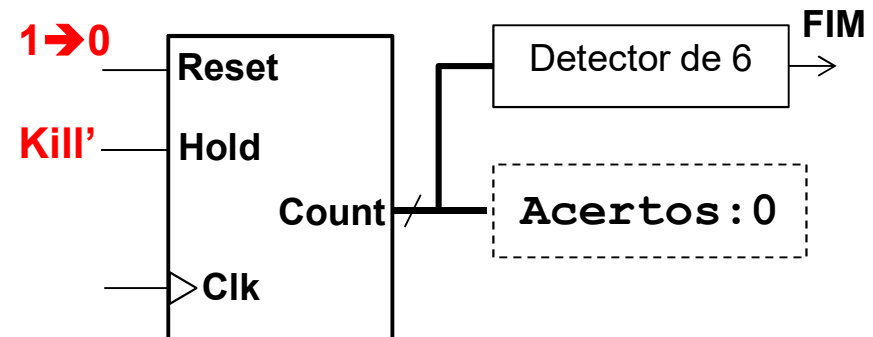 1➔0
Reset
Kill’
Hold
Count
Clk
Detector de 6
FIM
Acertos:0